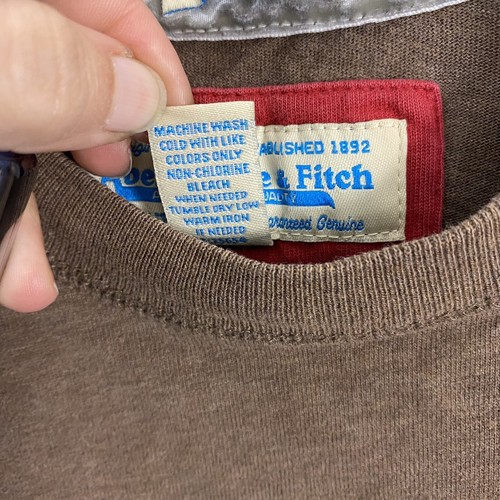 MACHINE WASH
COLD WITH LIKE
COLORS ONLY
NON-CHLORINE
BLEACH
WHEN NEEDED
TUMBLE DRY LOW
WARM IRON
IF NEEDED
ABLISHED 1892
& Fitch
QUALITY
Guaranteed Genuine